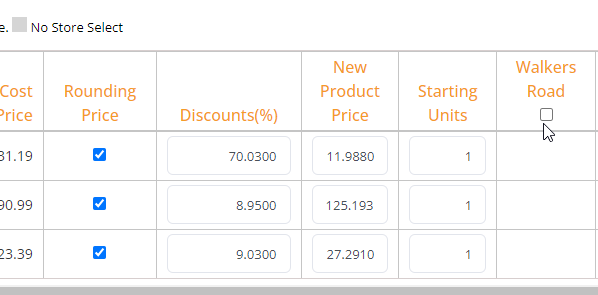 e. No Store Select
Cost Price Rounding Price Discounts(%) New Product Price Starting Units Walkers Road
31.19 70.0300 11.9880 1
90.99 8.9500 125.193 1
23.39 9.0300 27.2910 1